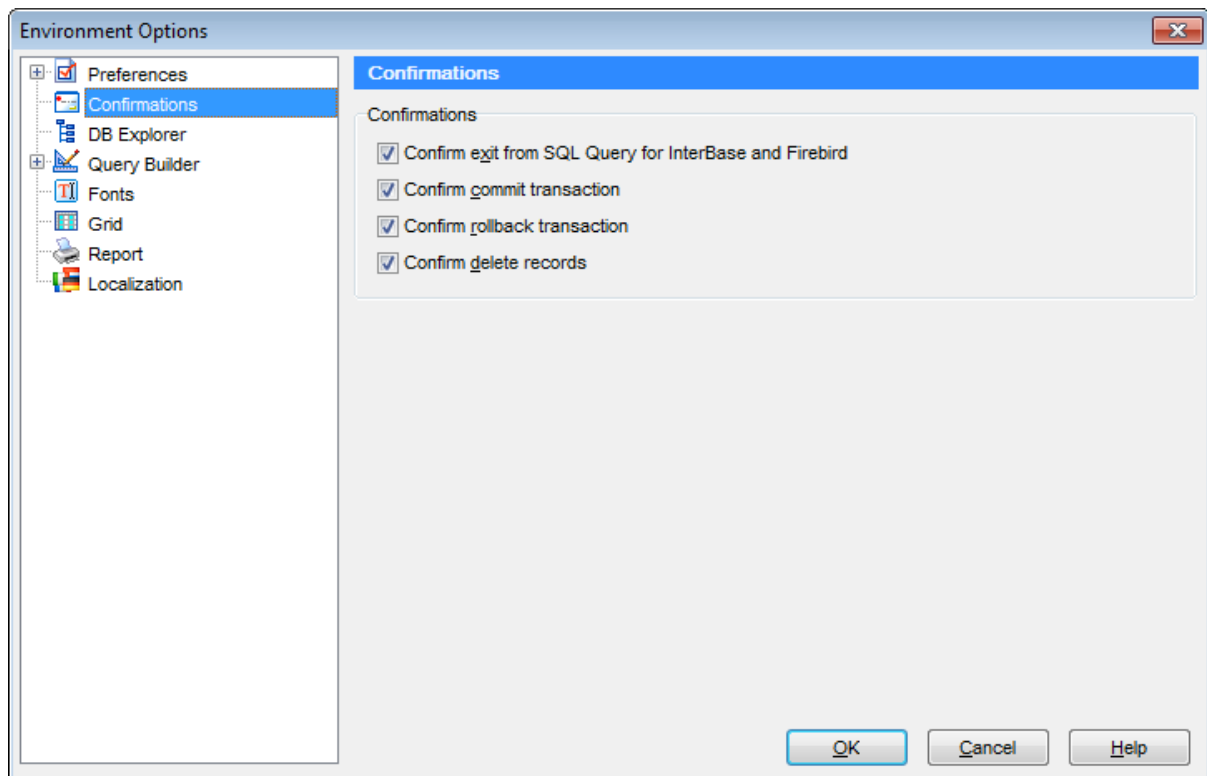 Environment Options
Preferences
Confirmations
DB Explorer
Query Builder
Fonts
Grid
Report
Localization
Confirmations
Confirmations
Confirm exit from SQL Query for InterBase and Firebird
Confirm commit transaction
Confirm rollback transaction
Confirm delete records
OK
Cancel
Help